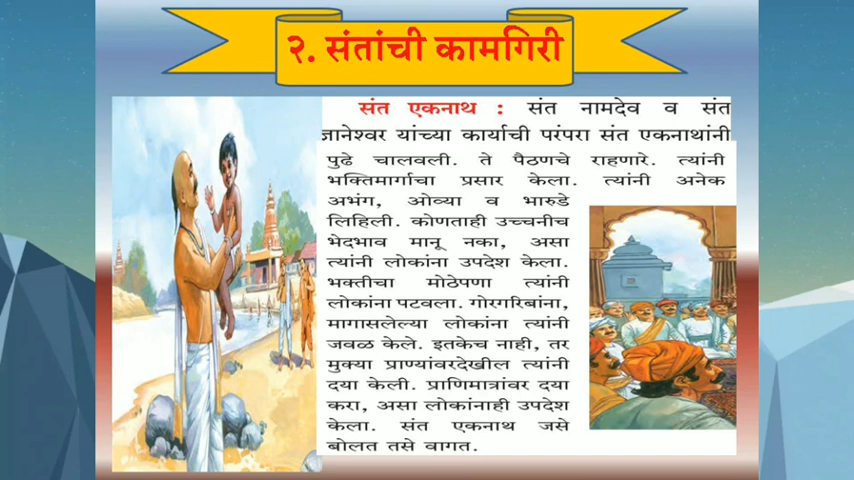 २. संतांची कामगिरी
संत एकनाथ : संत नामदेव व संत
ज्ञानेश्वर यांच्या कार्याची परंपरा संत एकनाथांनी
पुढे चालवली. ते पैठणचे राहणारे. त्यांनी
भक्तिमार्गाचा प्रसार केला. त्यांनी अनेक
अभंग, ओव्या व भारुडे
लिहिली. कोणताही उच्चनीच
भेदभाव मानू नका, असा
त्यांनी लोकांना उपदेश केला.
भक्तीचा मोठेपणा त्यांनी
लोकांना पटवला. गोरगरिबांना,
मागासलेल्या लोकांना त्यांनी
जवळ केले. इतकेच नाही, तर
मुक्या प्राण्यांवरदेखील त्यांनी
दया केली. प्राणिमात्रांवर दया
करा, असा लोकांनाही उपदेश
केला. संत एकनाथ जसे
बोलत तसे वागत.